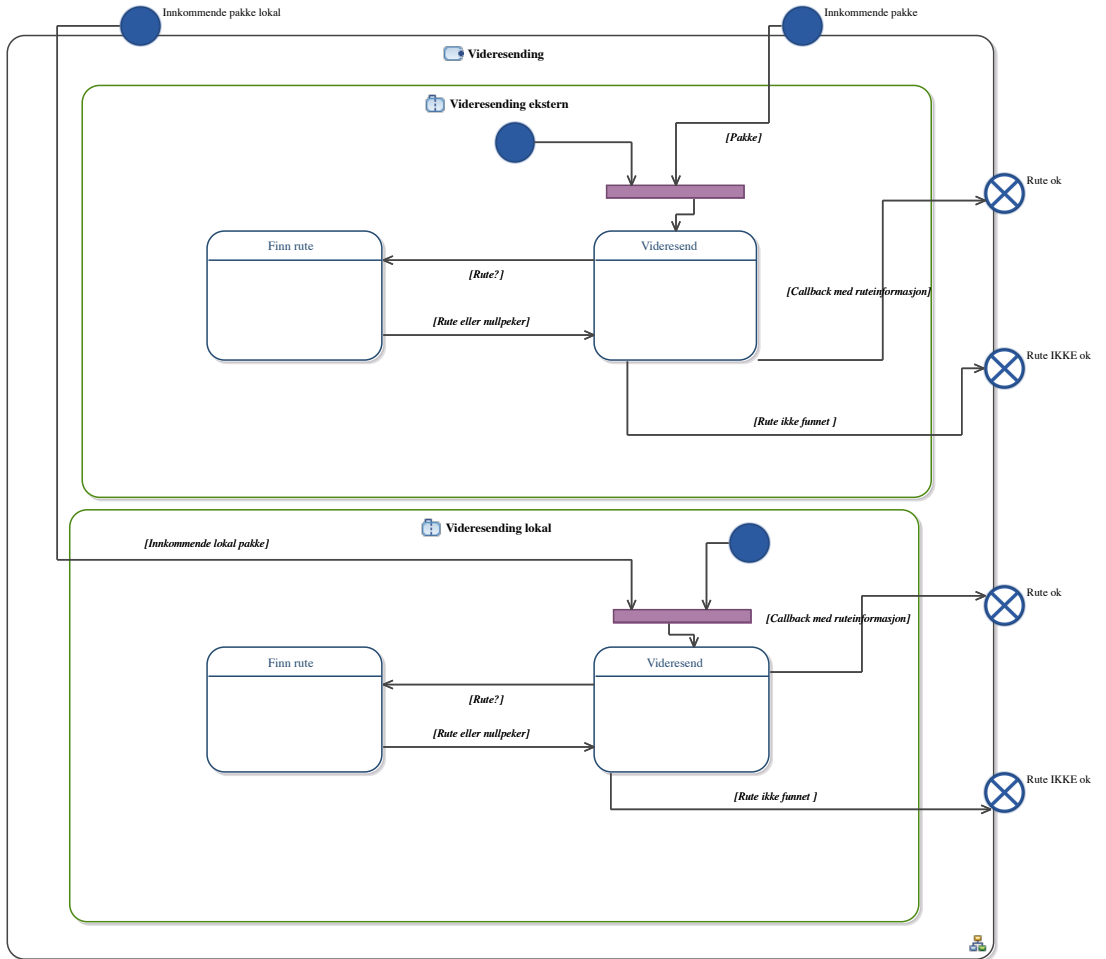 Innkommende pakke lokal
Innkommende pakke
Videresending
Videresending ekstern
[Pakke]
Rute ok
Finn rute
Videresend
[Rute?]
[Callback med ruteinformasjon]
[Rute eller nullpeker]
Rute IKKE ok
[Rute ikke funnet ]
Videresending lokal
[Innkommende lokal pakke]
Rute ok
[Callback med ruteinformasjon]
Finn rute
Videresend
[Rute?]
[Rute eller nullpeker]
Rute IKKE ok
[Rute ikke funnet ]